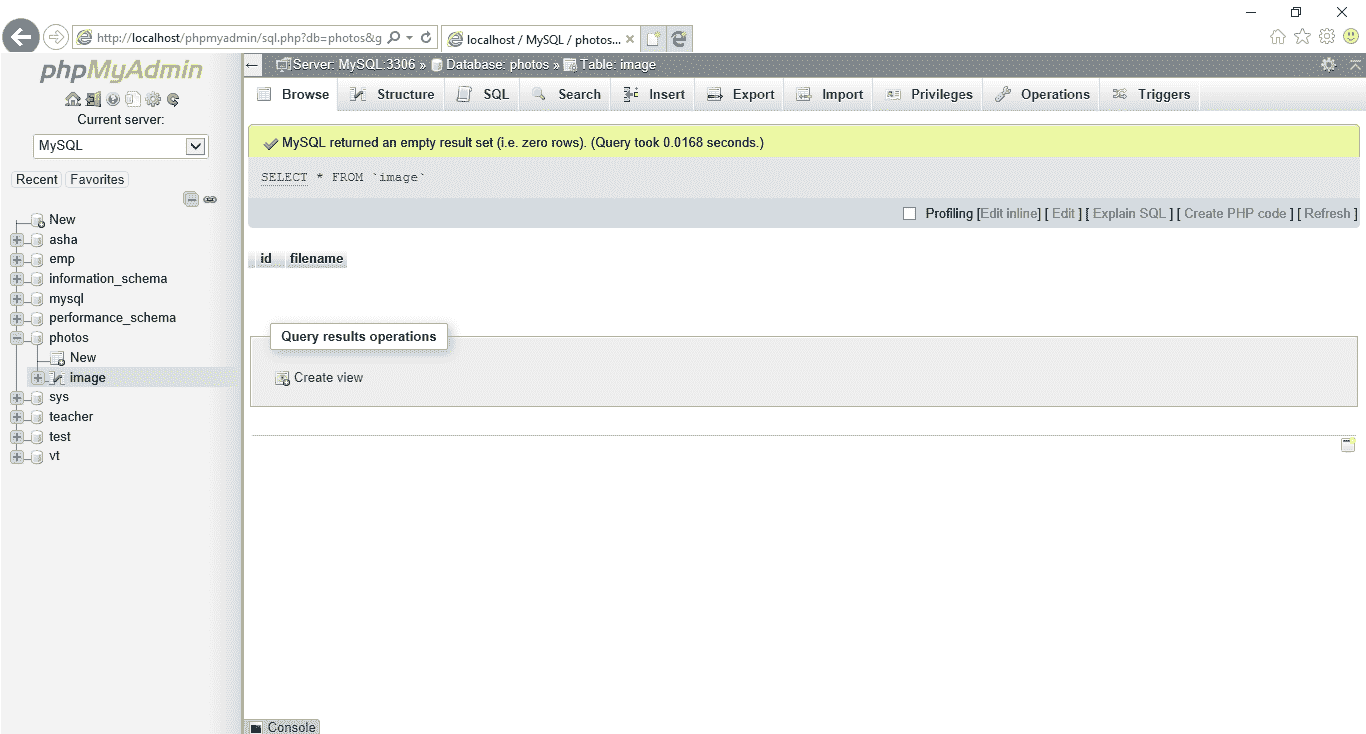 http://localhost/phpmyadmin/sql.php?db=photos&g
localhost / MySQL / photos...
phpMyAdmin
Current server:
MySQL
Recent Favorites
New
asha
emp
information_schema
mysql
performance_schema
photos
New
image
sys
teacher
test
vt
Server: MySQL:3306 » Database: photos » Table: image
Browse Structure SQL Search Insert Export Import Privileges Operations Triggers
MySQL returned an empty result set (i.e. zero rows). (Query took 0.0168 seconds.)
SELECT * FROM `image`
Profiling [Edit inline] [ Edit ] [ Explain SQL ] [ Create PHP code ] [ Refresh ]
id filename
Query results operations
Create view
Console